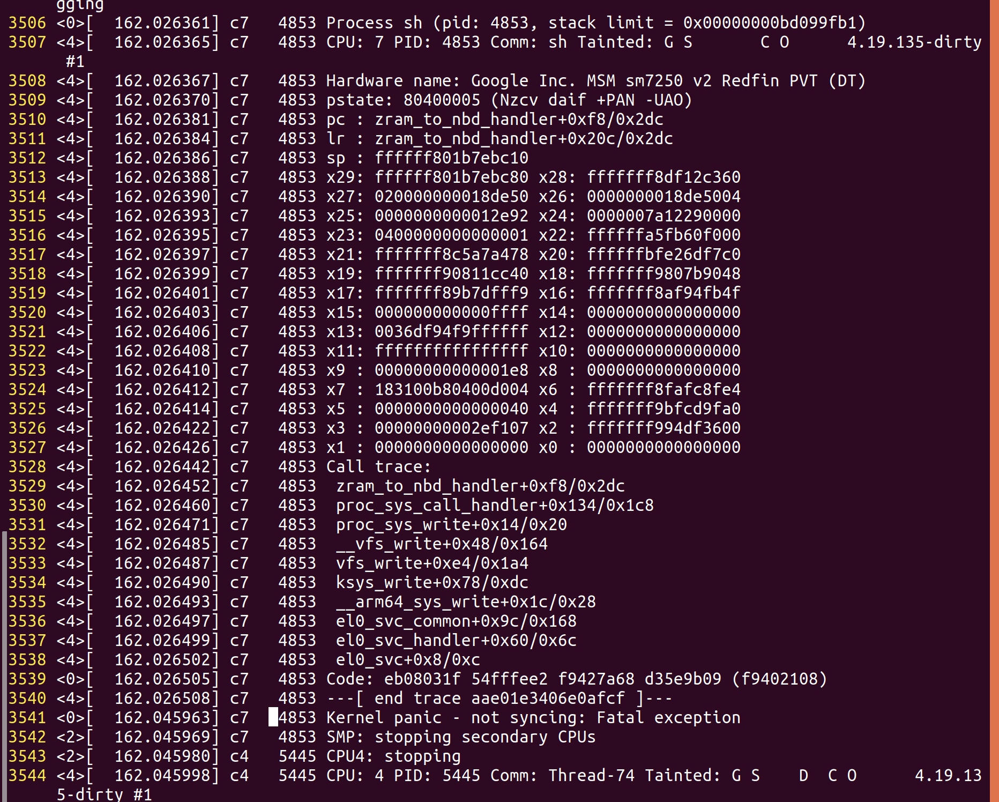 gging
3506 <0>[  162.026361] c7   4853 Process sh (pid: 4853, stack limit = 0x00000000bd099fb1)
3507 <4>[  162.026365] c7   4853 CPU: 7 PID: 4853 Comm: sh Tainted: G S       C O      4.19.135-dirty
#1
3508 <4>[  162.026367] c7   4853 Hardware name: Google Inc. MSM sm7250 v2 Redfin PVT (DT)
3509 <4>[  162.026370] c7   4853 pstate: 80400005 (Nzcv daif +PAN -UAO)
3510 <4>[  162.026381] c7   4853 pc : zram_to_nbd_handler+0xf8/0x2dc
3511 <4>[  162.026384] c7   4853 lr : zram_to_nbd_handler+0x20c/0x2dc
3512 <4>[  162.026386] c7   4853 sp : ffffff801b7ebc10
3513 <4>[  162.026388] c7   4853 x29: ffffff801b7ebc80 x28: fffffff8df12c360
3514 <4>[  162.026390] c7   4853 x27: 020000000018de50 x26: 0000000018de5004
3515 <4>[  162.026393] c7   4853 x25: 0000000000012e92 x24: 0000007a12290000
3516 <4>[  162.026395] c7   4853 x23: 0400000000000001 x22: ffffffa5fb60f000
3517 <4>[  162.026397] c7   4853 x21: fffffff8c5a7a478 x20: ffffffbfe26df7c0
3518 <4>[  162.026399] c7   4853 x19: fffffff90811cc40 x18: fffffff9807b9048
3519 <4>[  162.026401] c7   4853 x17: fffffff89b7dfff9 x16: fffffff8af94fb4f
3520 <4>[  162.026403] c7   4853 x15: 000000000000ffff x14: 0000000000000000
3521 <4>[  162.026406] c7   4853 x13: 0036df94f9ffffff x12: 0000000000000000
3522 <4>[  162.026408] c7   4853 x11: ffffffffffffffff x10: 0000000000000000
3523 <4>[  162.026410] c7   4853 x9 : 00000000000001e8 x8 : 0000000000000000
3524 <4>[  162.026412] c7   4853 x7 : 183100b80400d004 x6 : fffffff8fafc8fe4
3525 <4>[  162.026414] c7   4853 x5 : 0000000000000040 x4 : fffffff9bfcd9fa0
3526 <4>[  162.026422] c7   4853 x3 : 00000000002ef107 x2 : fffffff994df3600
3527 <4>[  162.026426] c7   4853 x1 : 0000000000000000 x0 : 0000000000000000
3528 <4>[  162.026442] c7   4853 Call trace:
3529 <4>[  162.026452] c7   4853  zram_to_nbd_handler+0xf8/0x2dc
3530 <4>[  162.026460] c7   4853  proc_sys_call_handler+0x134/0x1c8
3531 <4>[  162.026471] c7   4853  proc_sys_write+0x14/0x20
3532 <4>[  162.026485] c7   4853  __vfs_write+0x48/0x164
3533 <4>[  162.026487] c7   4853  vfs_write+0xe4/0x1a4
3534 <4>[  162.026490] c7   4853  ksys_write+0x78/0xdc
3535 <4>[  162.026493] c7   4853  __arm64_sys_write+0x1c/0x28
3536 <4>[  162.026497] c7   4853  el0_svc_common+0x9c/0x168
3537 <4>[  162.026499] c7   4853  el0_svc_handler+0x60/0x6c
3538 <4>[  162.026502] c7   4853  el0_svc+0x8/0xc
3539 <0>[  162.026505] c7   4853 Code: eb08031f 54fffee2 f9427a68 d35e9b09 (f9402108)
3540 <4>[  162.026508] c7   4853 ---[ end trace aae01e3406e0afcf ]---
3541 <0>[  162.045963] c7   4853 Kernel panic - not syncing: Fatal exception
3542 <2>[  162.045969] c7   4853 SMP: stopping secondary CPUs
3543 <2>[  162.045980] c4   5445 CPU4: stopping
3544 <4>[  162.045998] c4   5445 CPU: 4 PID: 5445 Comm: Thread-74 Tainted: G S    D  C O      4.19.13
5-dirty #1